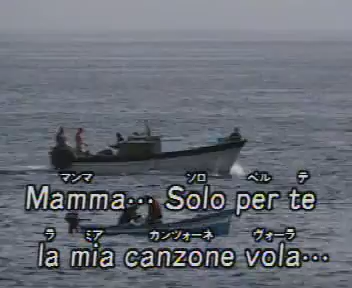 マンマ ソロ ペル テ
Mamma… Solo per te
ラ ミア カンツォーネ ヴォーラ
la mia canzone vola…